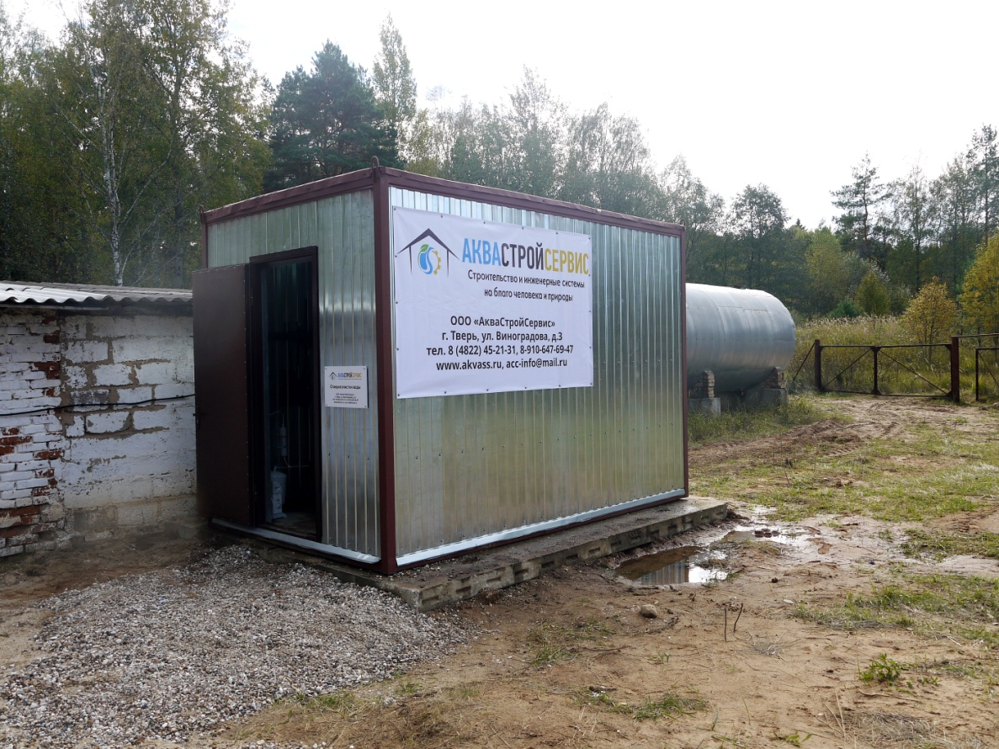 АКВАСТРОЙСЕРВИС
Строительство и инженерные системы
на благо человека и природы
ООО «АкваСтройСервис»
г. Тверь, ул. Виноградова, д.3
тел. 8 (4822) 45-21-31, 8-910-647-69-47
www.akvass.ru, acc-info@mail.ru
АКВАСТРОЙСЕРВИС
Станция очистки воды